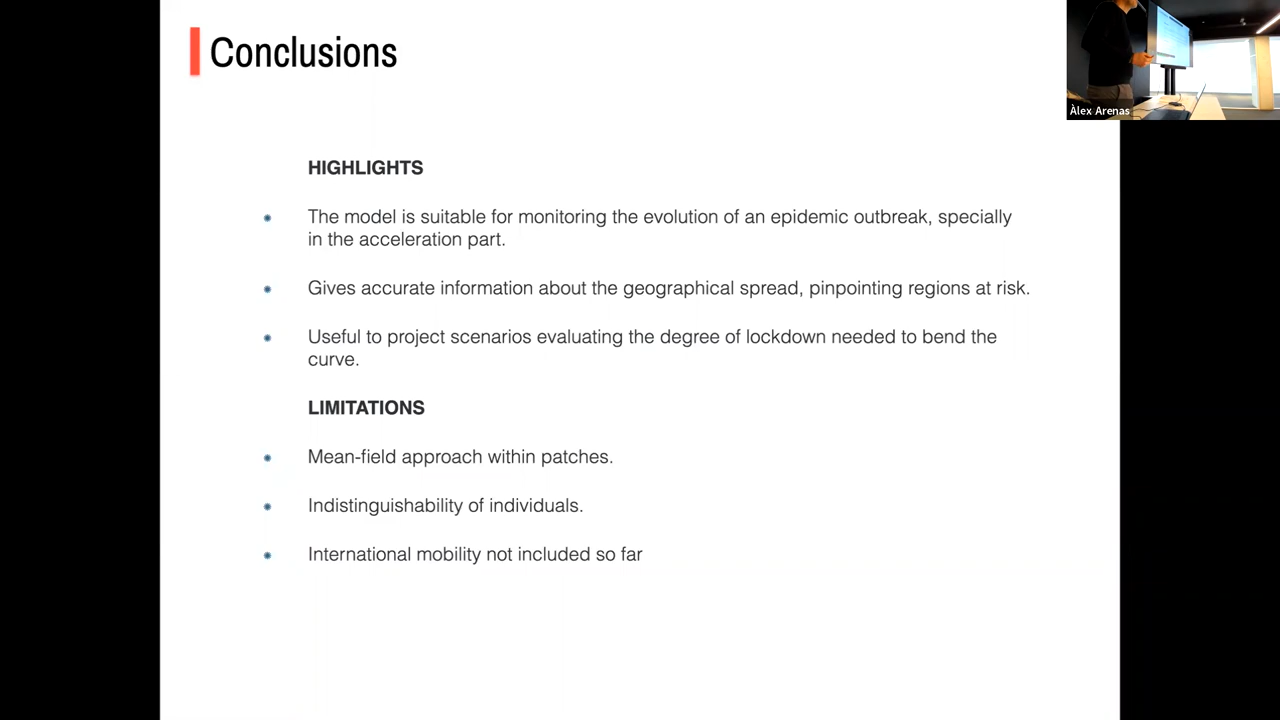 Conclusions
Àlex Arenas
HIGHLIGHTS
The model is suitable for monitoring the evolution of an epidemic outbreak, specially
in the acceleration part.
Gives accurate information about the geographical spread, pinpointing regions at risk.
Useful to project scenarios evaluating the degree of lockdown needed to bend the
curve.
LIMITATIONS
Mean-field approach within patches.
Indistinguishability of individuals.
International mobility not included so far